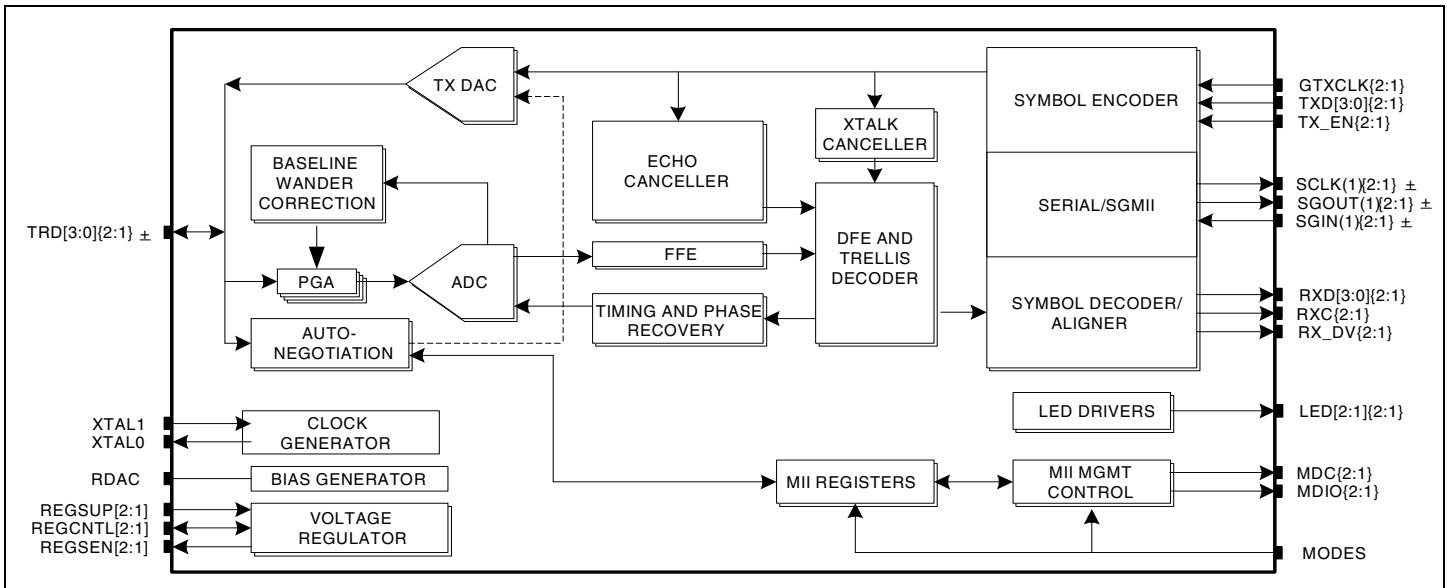 TX DAC
SYMBOL ENCODER
GTXCLK{2:1}
TXD[3:0]{2:1}
TX_EN{2:1}
XTALK
CANCELLER
ECHO
CANCELLER
BASELINE
WANDER
CORRECTION
SERIAL/SGMII
SCLK(1){2:1} ±
SGOUT(1){2:1} ±
SGIN(1){2:1} ±
TRD[3:0]{2:1} ±
DFE AND
TRELLIS
DECODER
FFE
PGA
ADC
TIMING AND PHASE
RECOVERY
SYMBOL DECODER/
ALIGNER
RXD[3:0]{2:1}
RXC{2:1}
RX_DV{2:1}
AUTO-
NEGOTIATION
XTAL1
XTAL0
CLOCK
GENERATOR
LED DRIVERS
LED[2:1]{2:1}
RDAC
BIAS GENERATOR
MII REGISTERS
MII MGMT
CONTROL
MDC{2:1}
MDIO{2:1}
REGSUP[2:1]
REGCNTL[2:1]
REGSEN[2:1]
VOLTAGE
REGULATOR
MODES